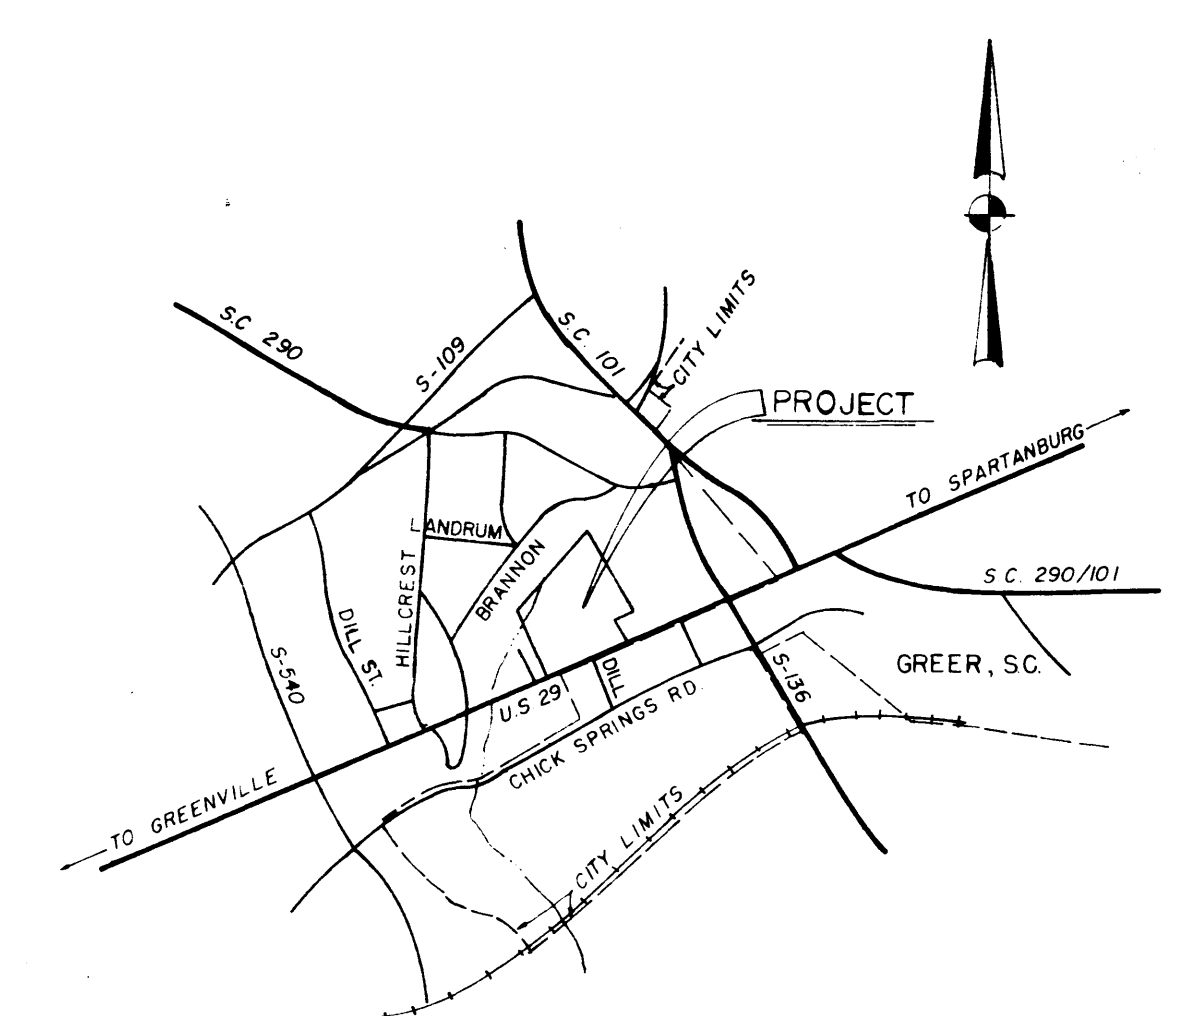 CITY LIMITS
S.C. 290
S.C. 101
S-109
PROJECT
TO SPARTANBURG
LANDRUM
BRANNON
HILLCREST
S.C. 290/101
DILL ST.
S-540
DILL
S-136
GREER, S.C.
U.S 29
CHICK SPRINGS RD.
TO GREENVILLE
CITY LIMITS